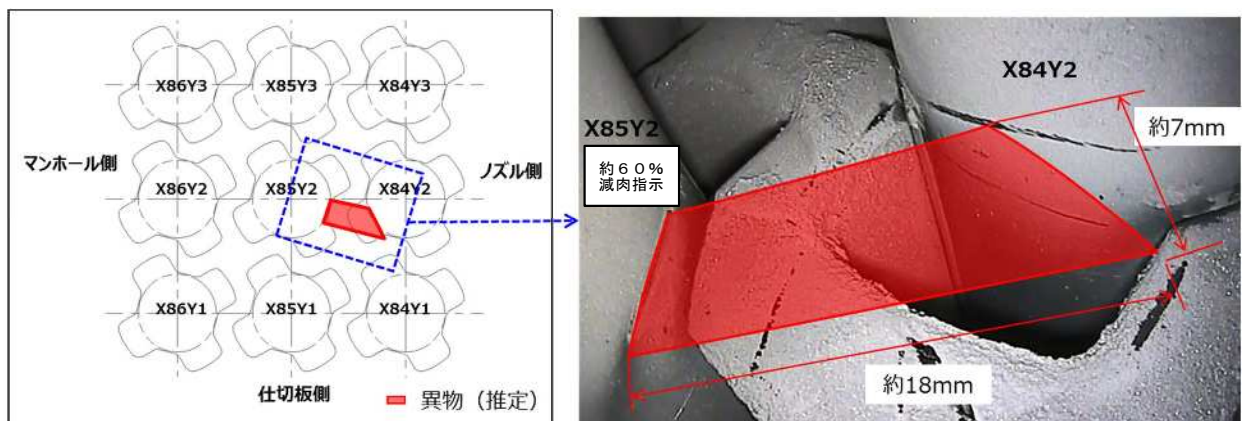 X86Y3
X85Y3
X84Y3
マンホール側
ノズル側
X86Y2
X85Y2
X84Y2
X86Y1
X85Y1
X84Y1
仕切板側
異物（推定）
X84Y2
X85Y2
約60%
減肉指示
約7mm
約18mm